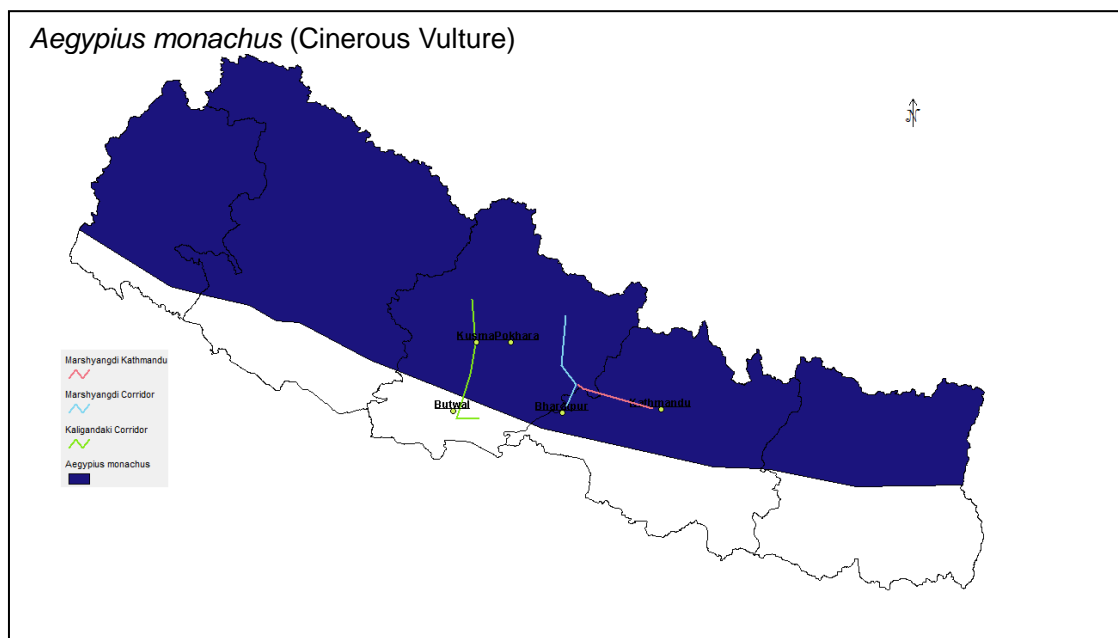 Aegypius monachus (Cinerous Vulture)
N
KusmaPokhara
Butwal
Bharatpur
Kathmandu
Marshyangdi Kathmandu
Marshyangdi Corridor
Kaligandaki Corridor
Aegypius monachus